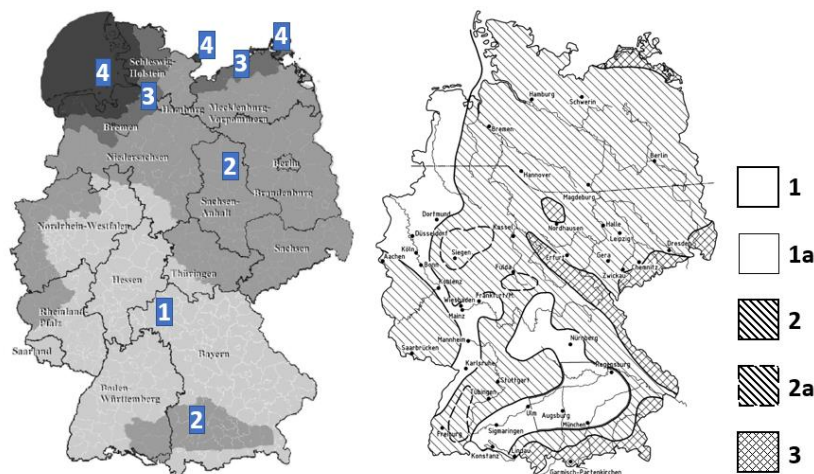 4
4
4
3
3
Schleswig-
Holstein
Hamburg
Mecklenburg-
Vorpommern
Bremen
Niedersachsen
2
Berlin
Brandenburg
Sachsen-
Anhalt
Nordrhein-Westfalen
Sachsen
Thüringen
Hessen
Rheinland
Pfalz
1
Saarland
Bayern
Baden-
Württemberg
2
Hamburg
Schwerin
Bremen
Berlin
Hannover
Magdeburg
Dortmund
Düsseldorf
Kassel
Nordhausen
Halle
Leipzig
Köln
Siegen
Dresden
Aachen
Bonn
Erfurt
Gera
Chemnitz
Zwickau
Fulda
Koblenz
Wiesbaden
Frankfurt/M.
Mainz
Mannheim
Nürnberg
Saarbrücken
Karlsruhe
Regensburg
Stuttgart
Tübingen
Ulm
Augsburg
München
Freiburg
Sigmaringen
Konstanz
Lindau
Garmisch-Partenkirchen
1
1a
2
2a
3